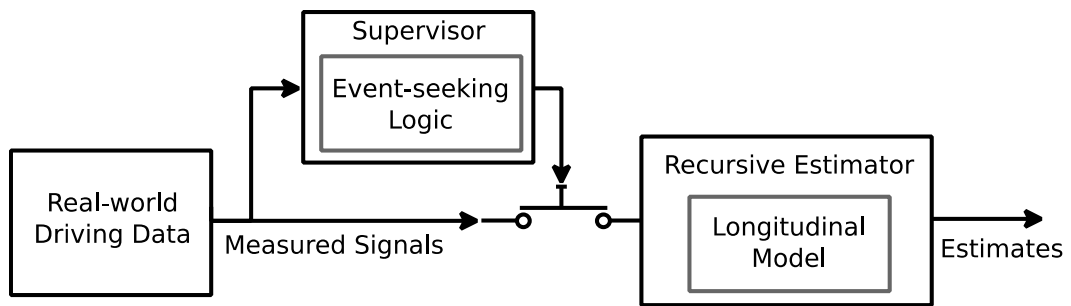 Supervisor
Event-seeking
Logic
Real-world
Driving Data
Measured Signals
Recursive Estimator
Longitudinal
Model
Estimates